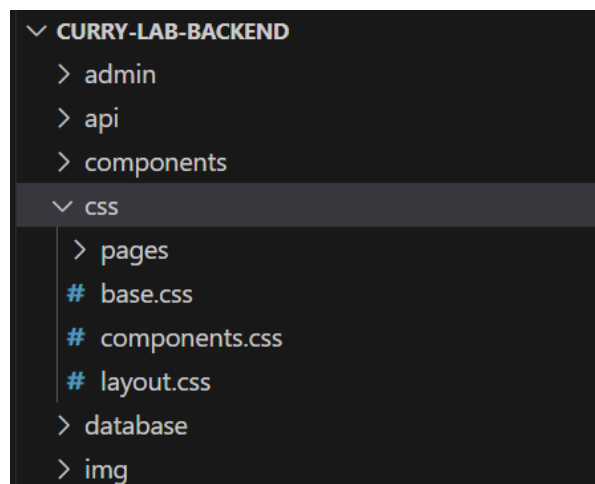 CURRY-LAB-BACKEND
admin
api
components
css
pages
# base.css
# components.css
# layout.css
database
img